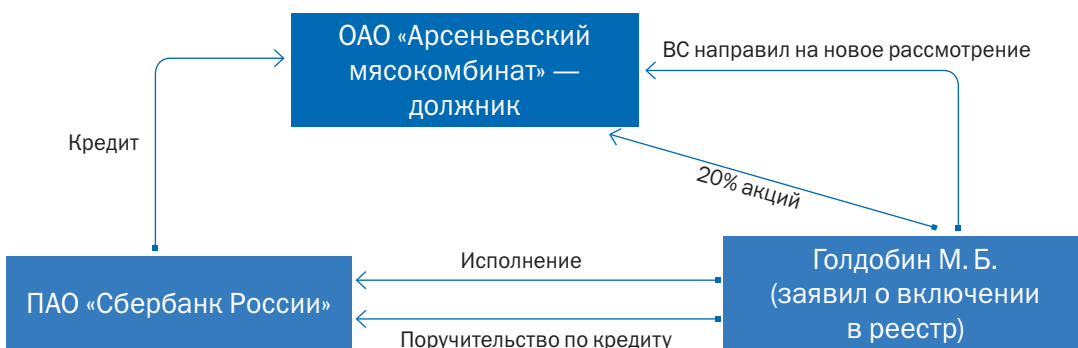 ОАО «Арсеньевский
мясокомбинат» —
должник
ВС направил на новое рассмотрение
Кредит
20% акций
ПАО «Сбербанк России»
Исполнение
Поручительство по кредиту
Голдобин М. Б.
(заявил о включении
в реестр)